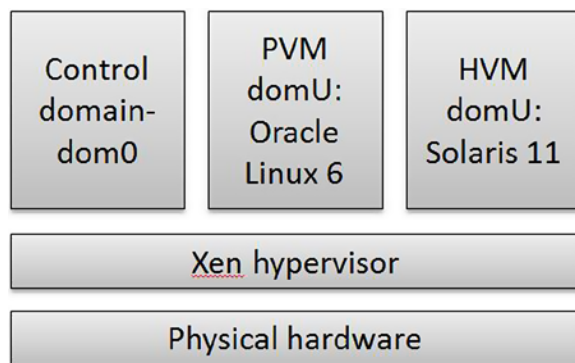 Control
domain-
dom0
PVM
domU:
Oracle
Linux 6
HVM
domU:
Solaris 11
Xen hypervisor
Physical hardware